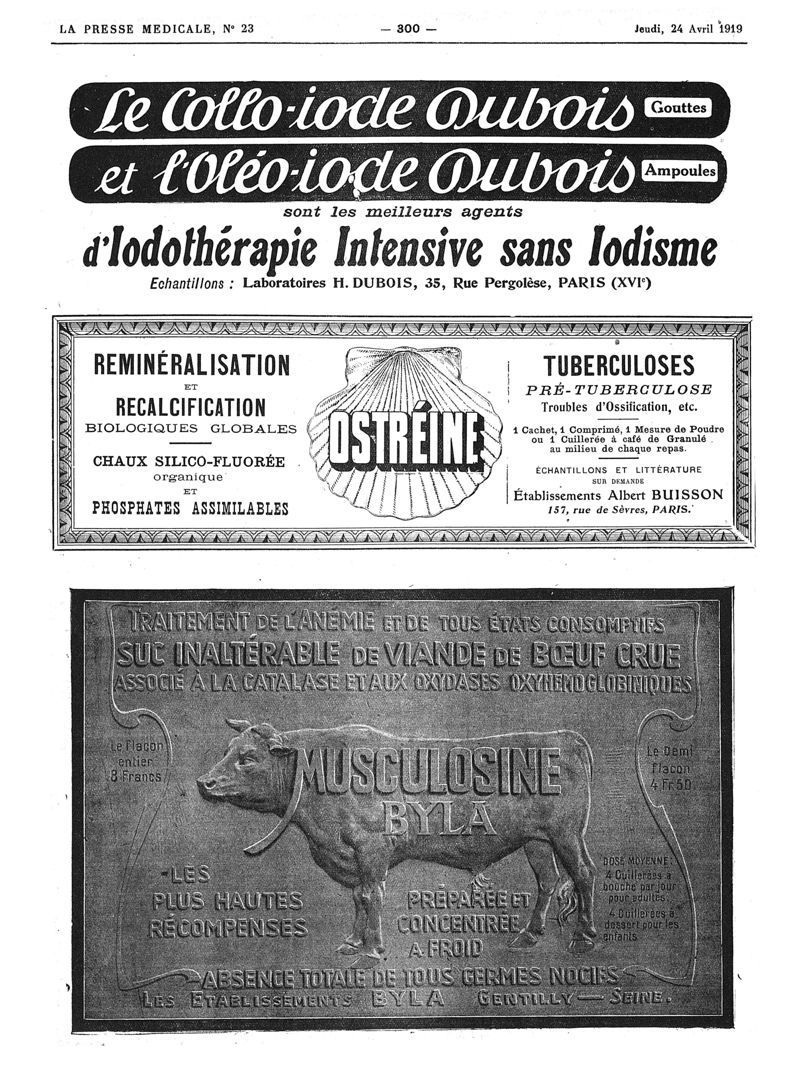 LA PRESSE MEDICALE, N° 23
— 300 —
Jeudi, 24 Avril 1919
Le Collo-iode Dubois Gouttes
et l'Oléo-iode Dubois Ampoules
sont les meilleurs agents
d'Iodothérapie Intensive sans Iodisme
Echantillons : Laboratoires H. DUBOIS, 35, Rue Pergolèse, PARIS (XVIe)
REMINÉRALISATION
ET
RECALCIFICATION
BIOLOGIQUES GLOBALES
CHAUX SILICO-FLUORÉE
organique
ET
PHOSPHATES ASSIMILABLES
OSTRÉINE
TUBERCULOSES
PRÉ-TUBERCULOSE
Troubles d'Ossification, etc.
1 Cachet, 1 Comprimé, 1 Mesure de Poudre
ou 1 Cuillerée à café de Granulé
au milieu de chaque repas.
ÉCHANTILLONS ET LITTÉRATURE
SUR DEMANDE
Établissements Albert BUISSON
157, rue de Sèvres, PARIS.
TRAITEMENT DE L'ANÉMIE ET DE TOUS ÉTATS CONSOMPTIFS
SUC INALTÉRABLE DE VIANDE DE BŒUF CRUE
ASSOCIÉ À LA CATALASE ET AUX OXYDASES OXYHEMOGLOBINIQUES
Le Flacon
entier
8 Francs
MUSCULOSINE
BYLA
Le Demi
Flacon
4 Fr 50
LES
PLUS HAUTES
RÉCOMPENSES
PRÉPARÉE ET
CONCENTRÉE
A FROID
DOSE MOYENNE :
4 Cuillerées à
bouche par jour
pour adultes.
4 Cuillerées à
dessert pour les
enfants
ABSENCE TOTALE DE TOUS GERMES NOCIFS
LES ETABLISSEMENTS BYLA GENTILLY — SEINE.